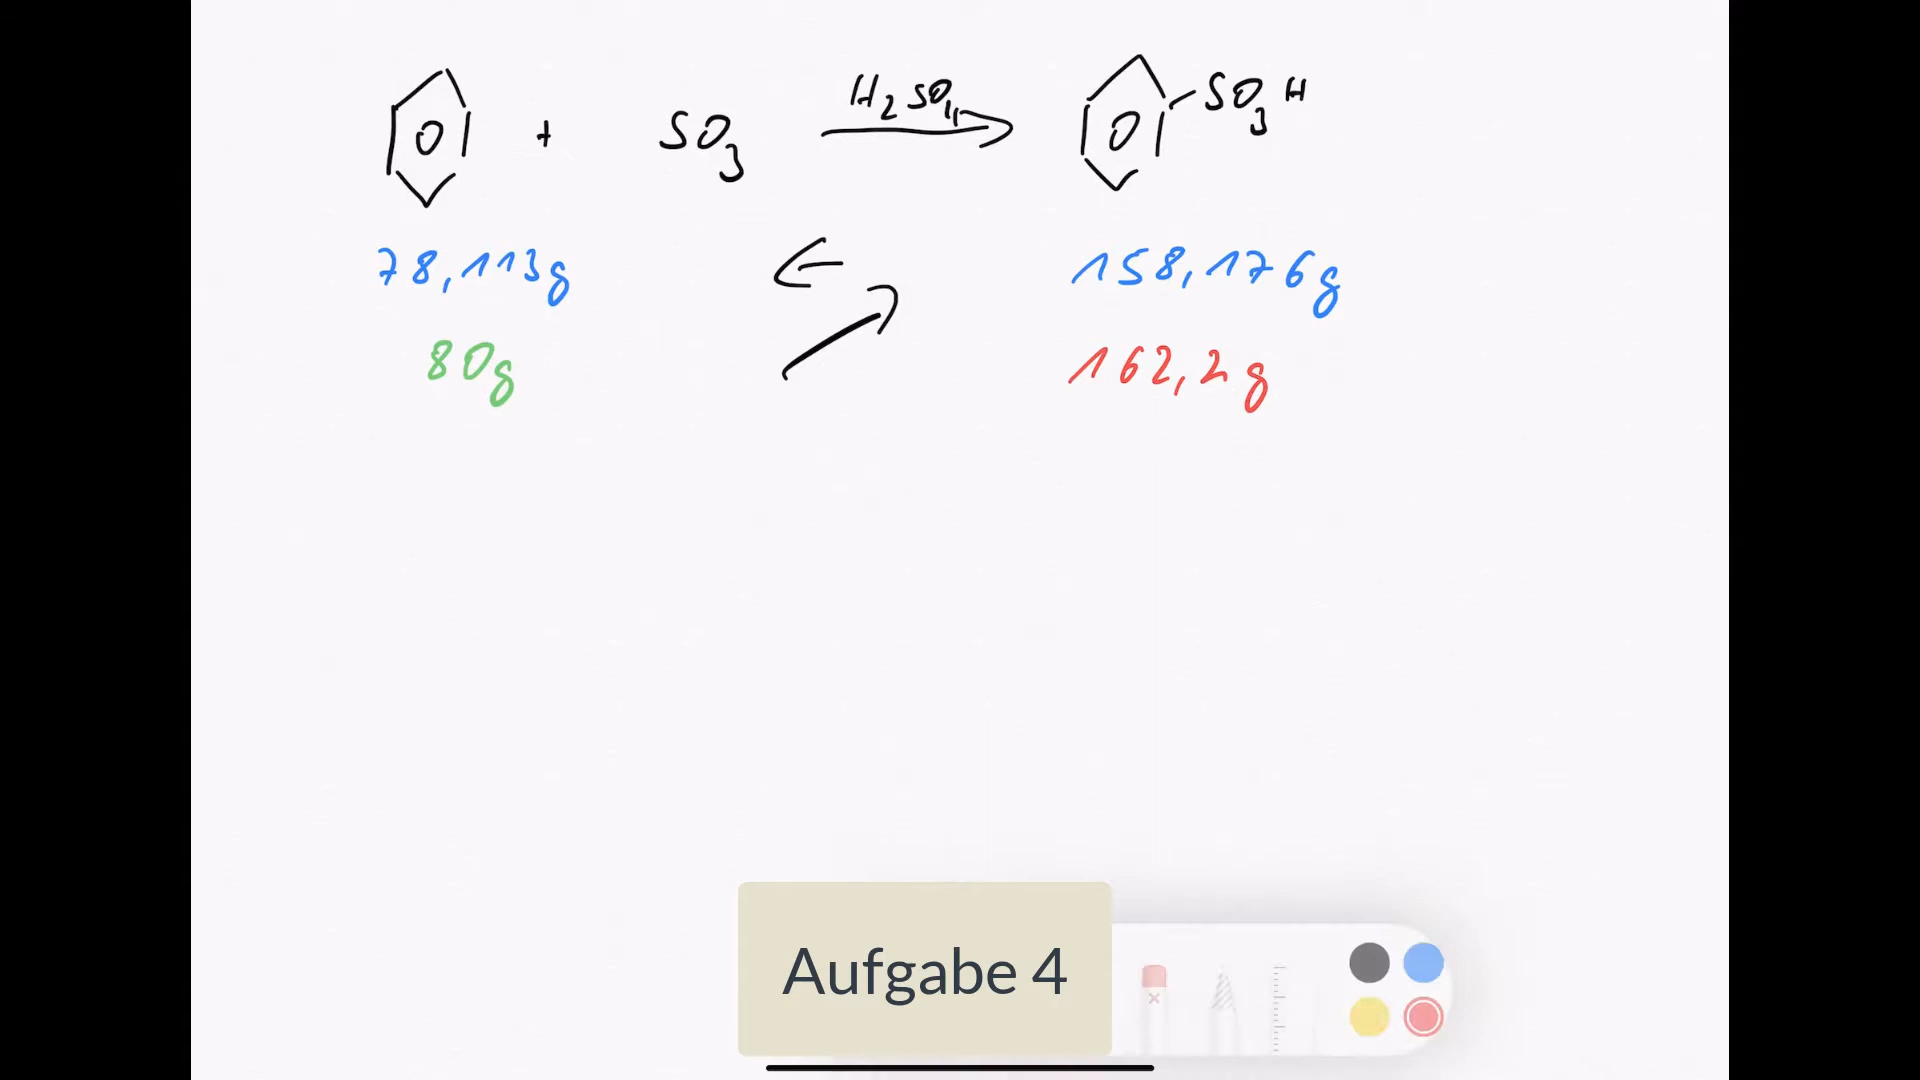 + SO₃ H₂SO₄ SO₃H
78,113g 158,176g
80g 162,2g
Aufgabe 4